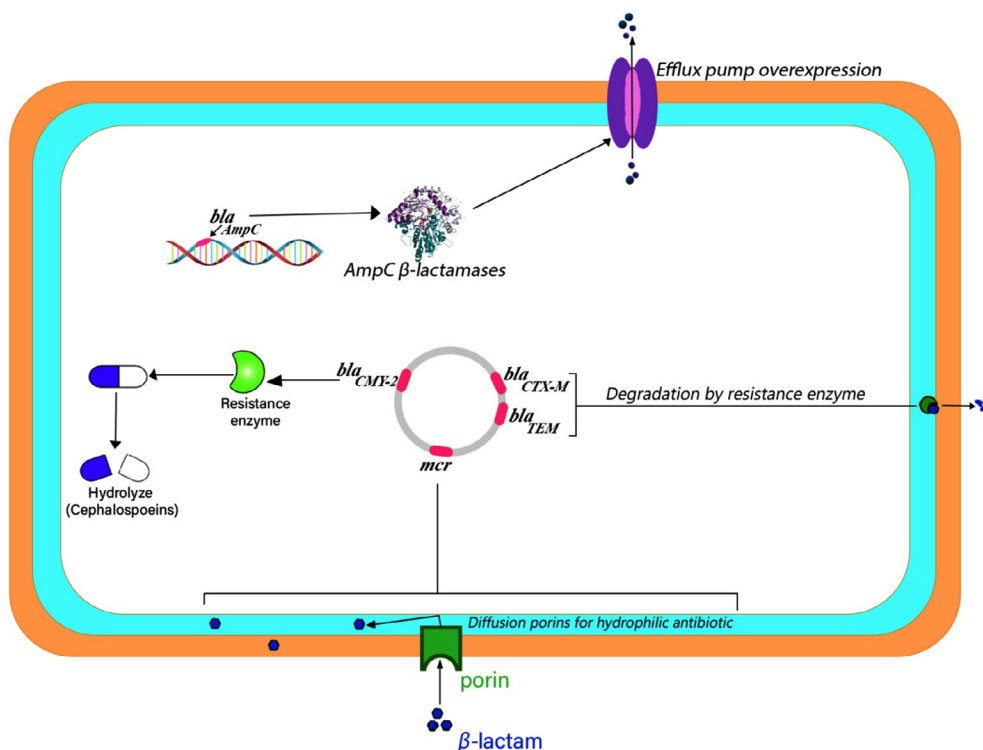 Efflux pump overexpression
bla
AmpC
AmpC β-lactamases
bla
CMY-2
Resistance
enzyme
bla
CTX-M
bla
TEM
Degradation by resistance enzyme
mcr
Hydrolyze
(Cephalospoeins)
Diffusion porins for hydrophilic antibiotic
porin
β-lactam